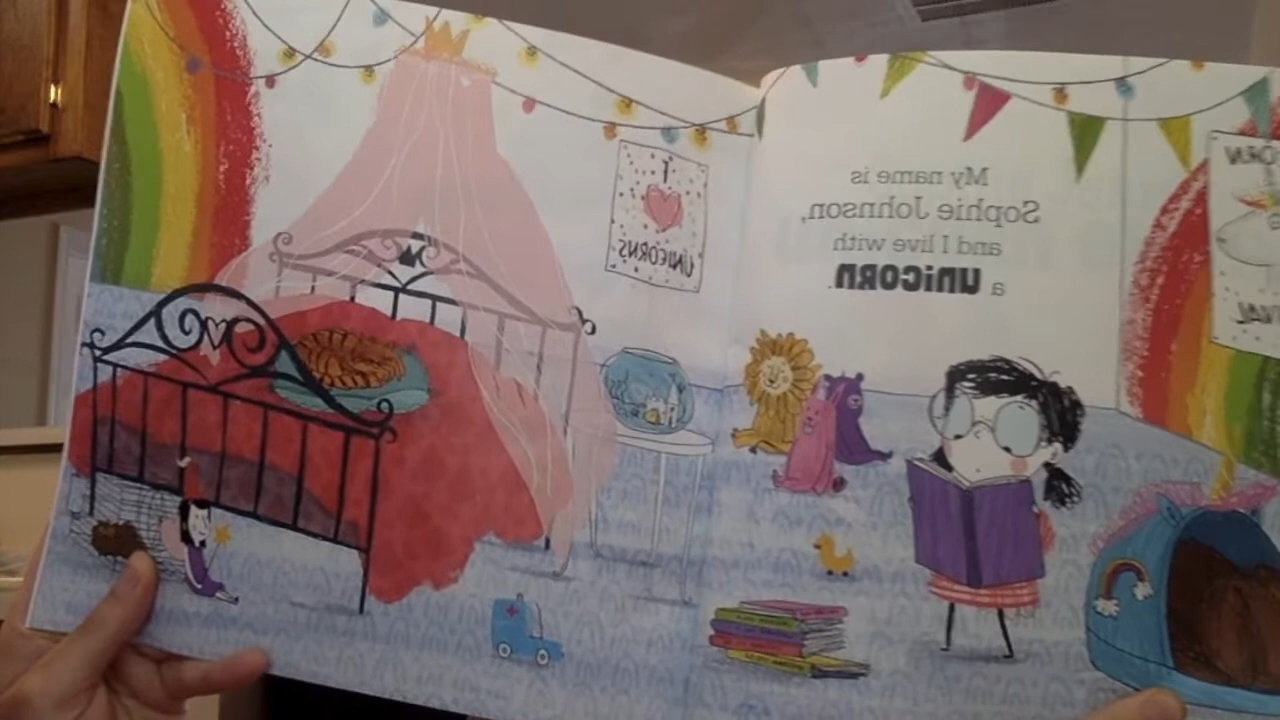 I
UNICORNS
My name is
Sophie Johnson,
and I live with
a UNiCORN.